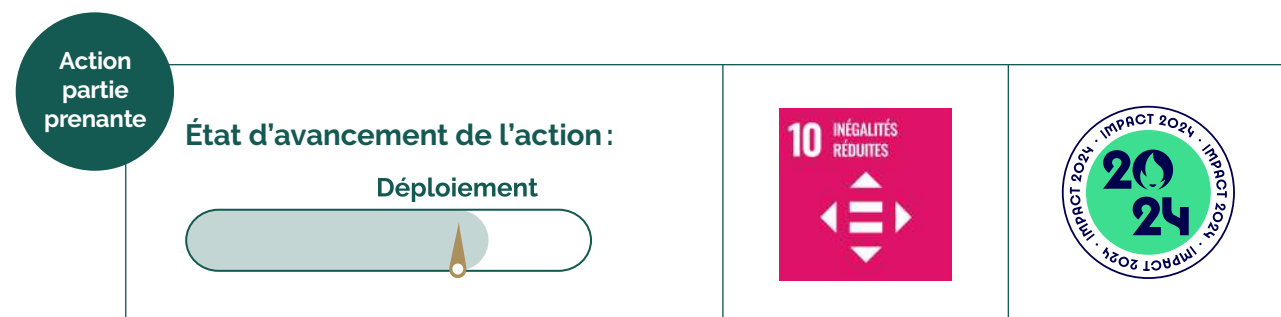 Action
partie
prenante
État d’avancement de l’action :
Déploiement
10 INÉGALITÉS
RÉDUITES
IMPACT 2024 · IMPACT 2024 · IMPACT 2024 · IMPACT 2024 ·
20
24